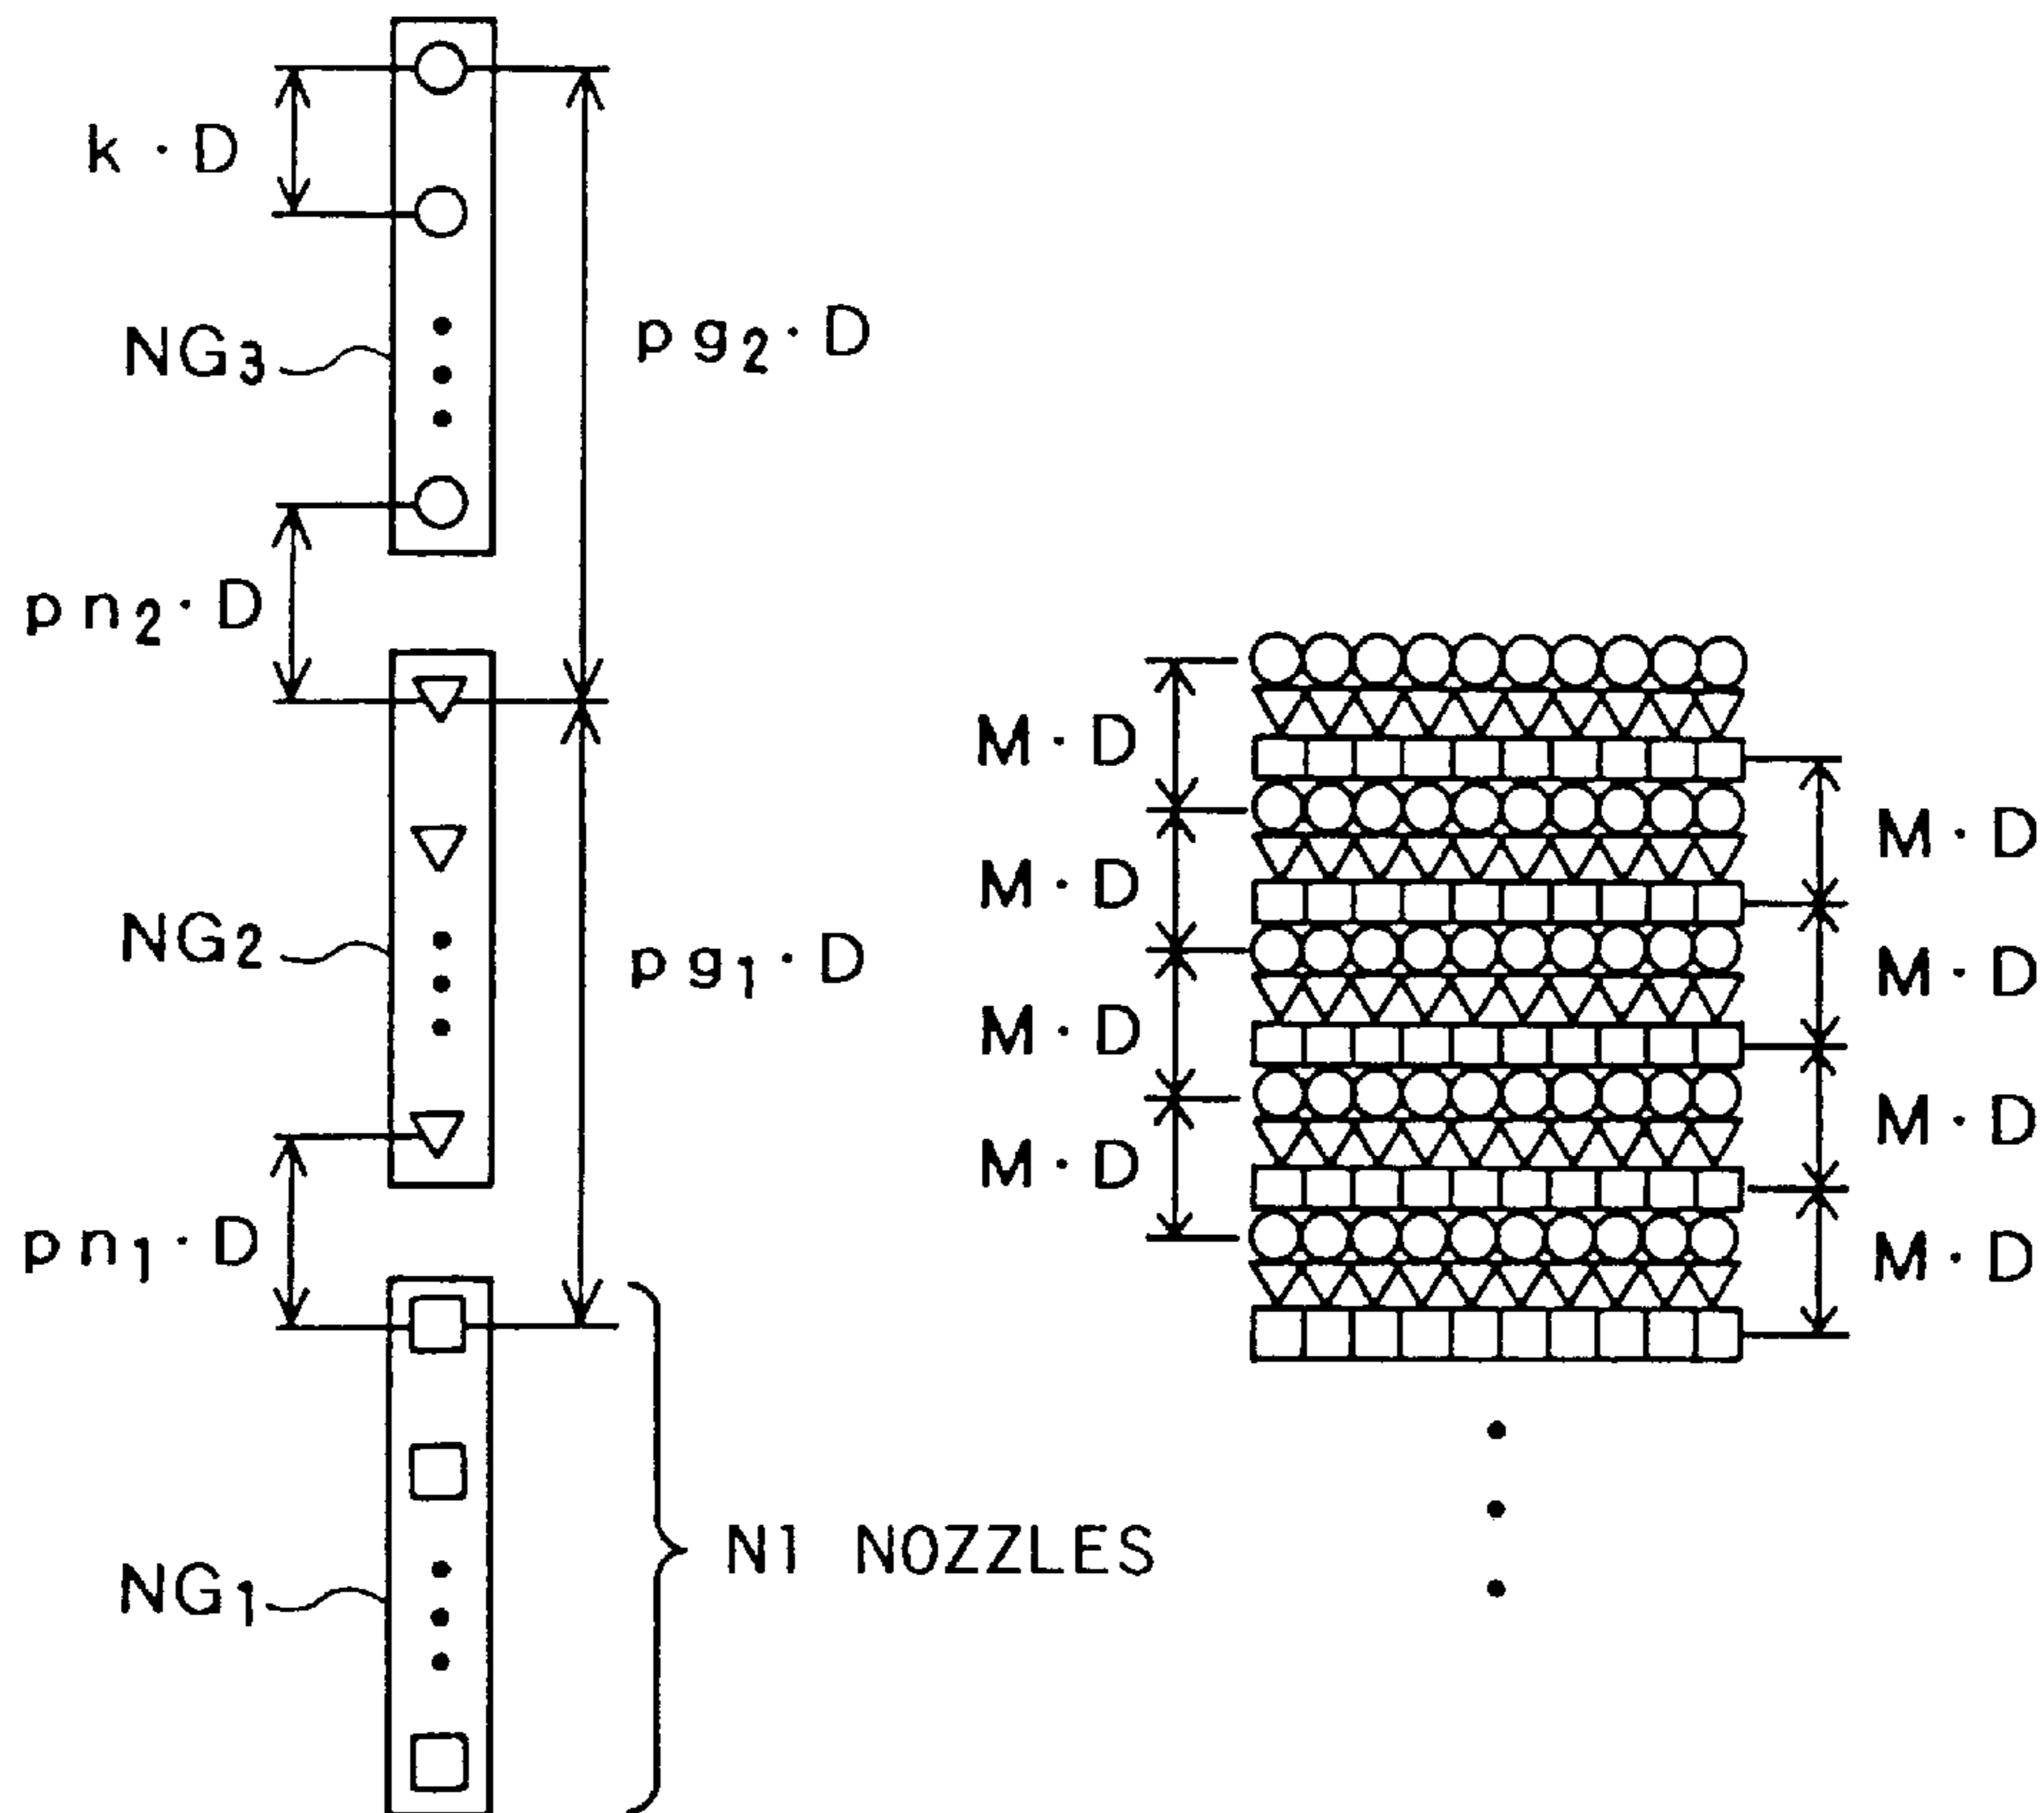 k · D
NG3
pg2 · D
pn2 · D
NG2
pg1 · D
pn1 · D
NG1
N1 NOZZLES
M · D
M · D
M · D
M · D
M · D
M · D
M · D
M · D